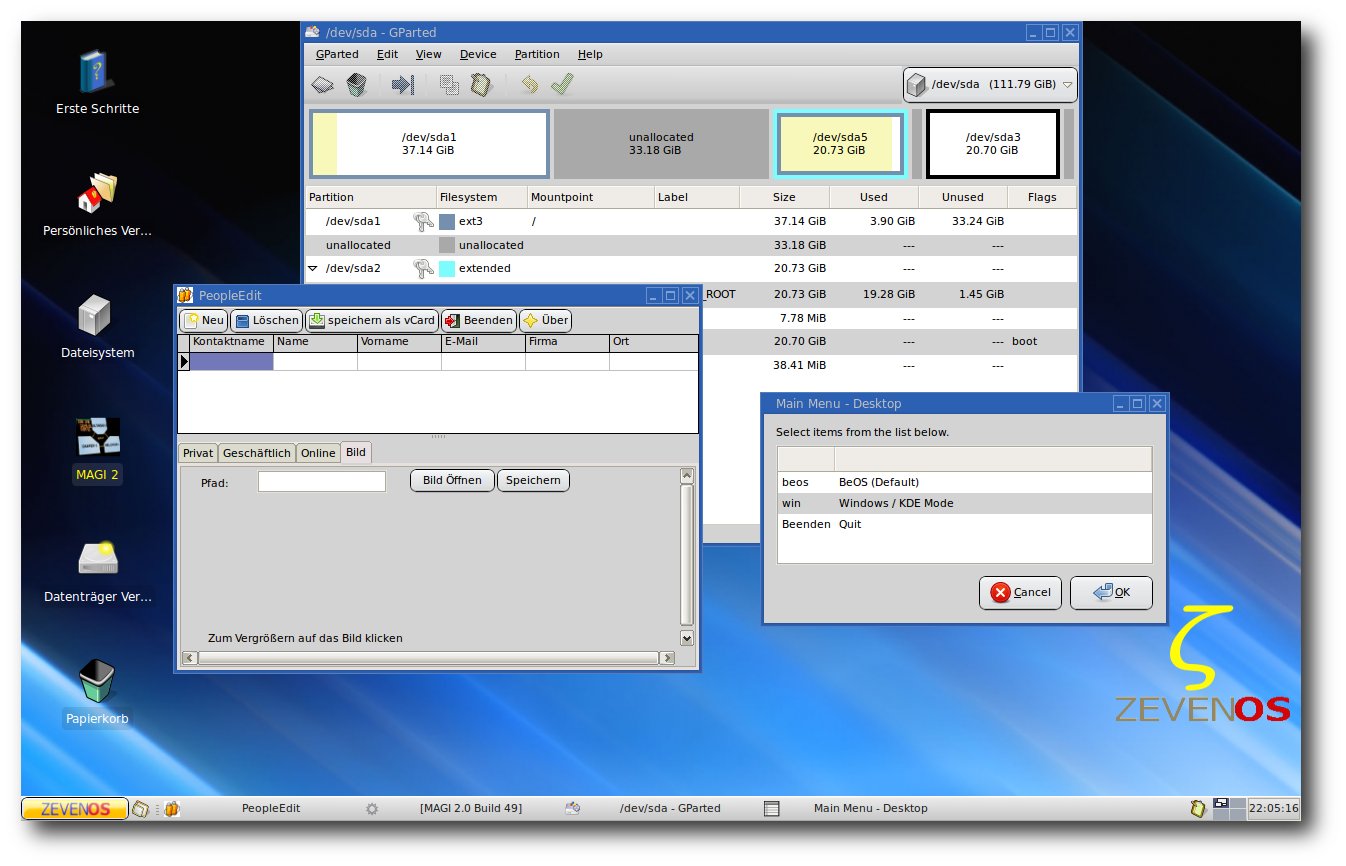 Erste Schritte
Persönliches Ver...
Dateisystem
MAGI 2
Datenträger Ver...
Papierkorb
/dev/sda - GParted
GParted Edit View Device Partition Help
/dev/sda (111.79 GiB)
/dev/sda1
37.14 GiB
unallocated
33.18 GiB
/dev/sda5
20.73 GiB
/dev/sda3
20.70 GiB
Partition Filesystem Mountpoint Label Size Used Unused Flags
/dev/sda1 ext3 / 37.14 GiB 3.90 GiB 33.24 GiB
unallocated unallocated 33.18 GiB --- ---
/dev/sda2 extended 20.73 GiB --- ---
_ROOT 20.73 GiB 19.28 GiB 1.45 GiB
7.78 MiB --- ---
20.70 GiB --- --- boot
38.41 MiB --- ---
PeopleEdit
Neu Löschen speichern als vCard Beenden Über
Kontaktname Name Vorname E-Mail Firma Ort
Privat Geschäftlich Online Bild
Pfad: Bild Öffnen Speichern
Zum Vergrößern auf das Bild klicken
Main Menu - Desktop
Select items from the list below.
beos BeOS (Default)
win Windows / KDE Mode
Beenden Quit
Cancel OK
ζ
ZEVENOS
ZEVENOS PeopleEdit [MAGI 2.0 Build 49] /dev/sda - GParted Main Menu - Desktop 22:05:16